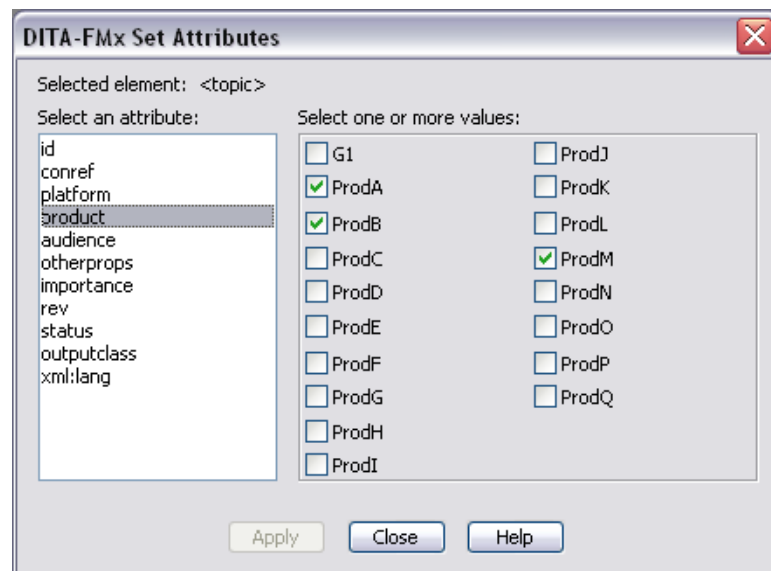 DITA-FMx Set Attributes
Selected element: <topic>
Select an attribute:
id
conref
platform
product
audience
otherprops
importance
rev
status
outputclass
xml:lang
Select one or more values:
G1
ProdA
ProdB
ProdC
ProdD
ProdE
ProdF
ProdG
ProdH
ProdI
ProdJ
ProdK
ProdL
ProdM
ProdN
ProdO
ProdP
ProdQ
Apply
Close
Help